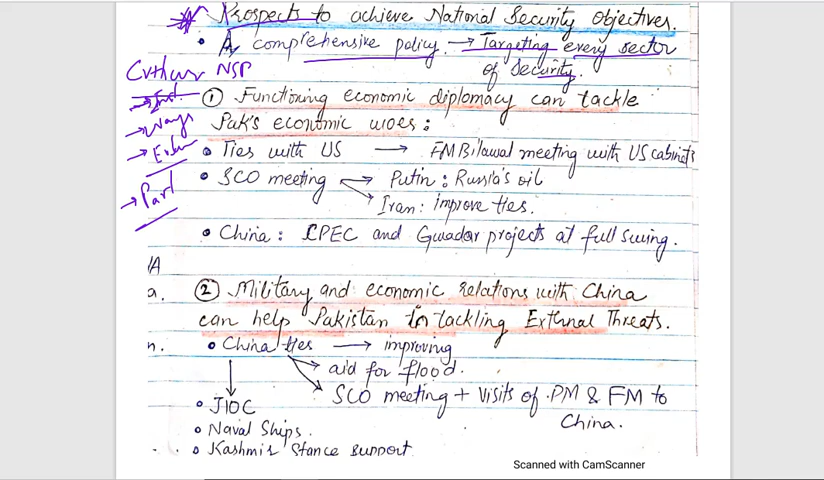 Prospects to achieve National Security Objectives.
• A comprehensive policy. → Targeting every sector
of Security.
NSP
① Functioning economic diplomacy can tackle
Pak's economic woes:
→ Ways
• Ties with US → FM Bilawal meeting with US cabinets
• SCO meeting → Putin: Russia's oil
→ Part
→ Iran: improve ties.
• China: CPEC and Gwadar projects at full swing.
a.
② Military and economic relations with China
can help Pakistan in tackling External Threats.
n.
• China ties → improving
→ aid for flood.
→ SCO meeting + Visits of PM & FM to
China.
• JIOC
• Naval Ships.
• Kashmir Stance support
Scanned with CamScanner